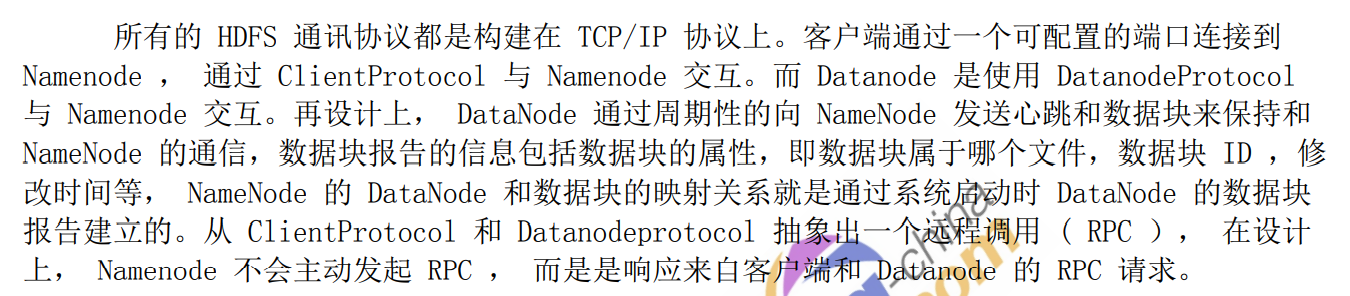 所有的 HDFS 通讯协议都是构建在 TCP/IP 协议上。客户端通过一个可配置的端口连接到
Namenode ， 通过 ClientProtocol 与 Namenode 交互。而 Datanode 是使用 DatanodeProtocol
与 Namenode 交互。再设计上， DataNode 通过周期性的向 NameNode 发送心跳和数据块来保持和
NameNode 的通信，数据块报告的信息包括数据块的属性，即数据块属于哪个文件，数据块 ID ，修
改时间等， NameNode 的 DataNode 和数据块的映射关系就是通过系统启动时 DataNode 的数据块
报告建立的。从 ClientProtocol 和 Datanodeprotocol 抽象出一个远程调用 ( RPC )， 在设计
上， Namenode 不会主动发起 RPC ， 而是是响应来自客户端和 Datanode 的 RPC 请求。